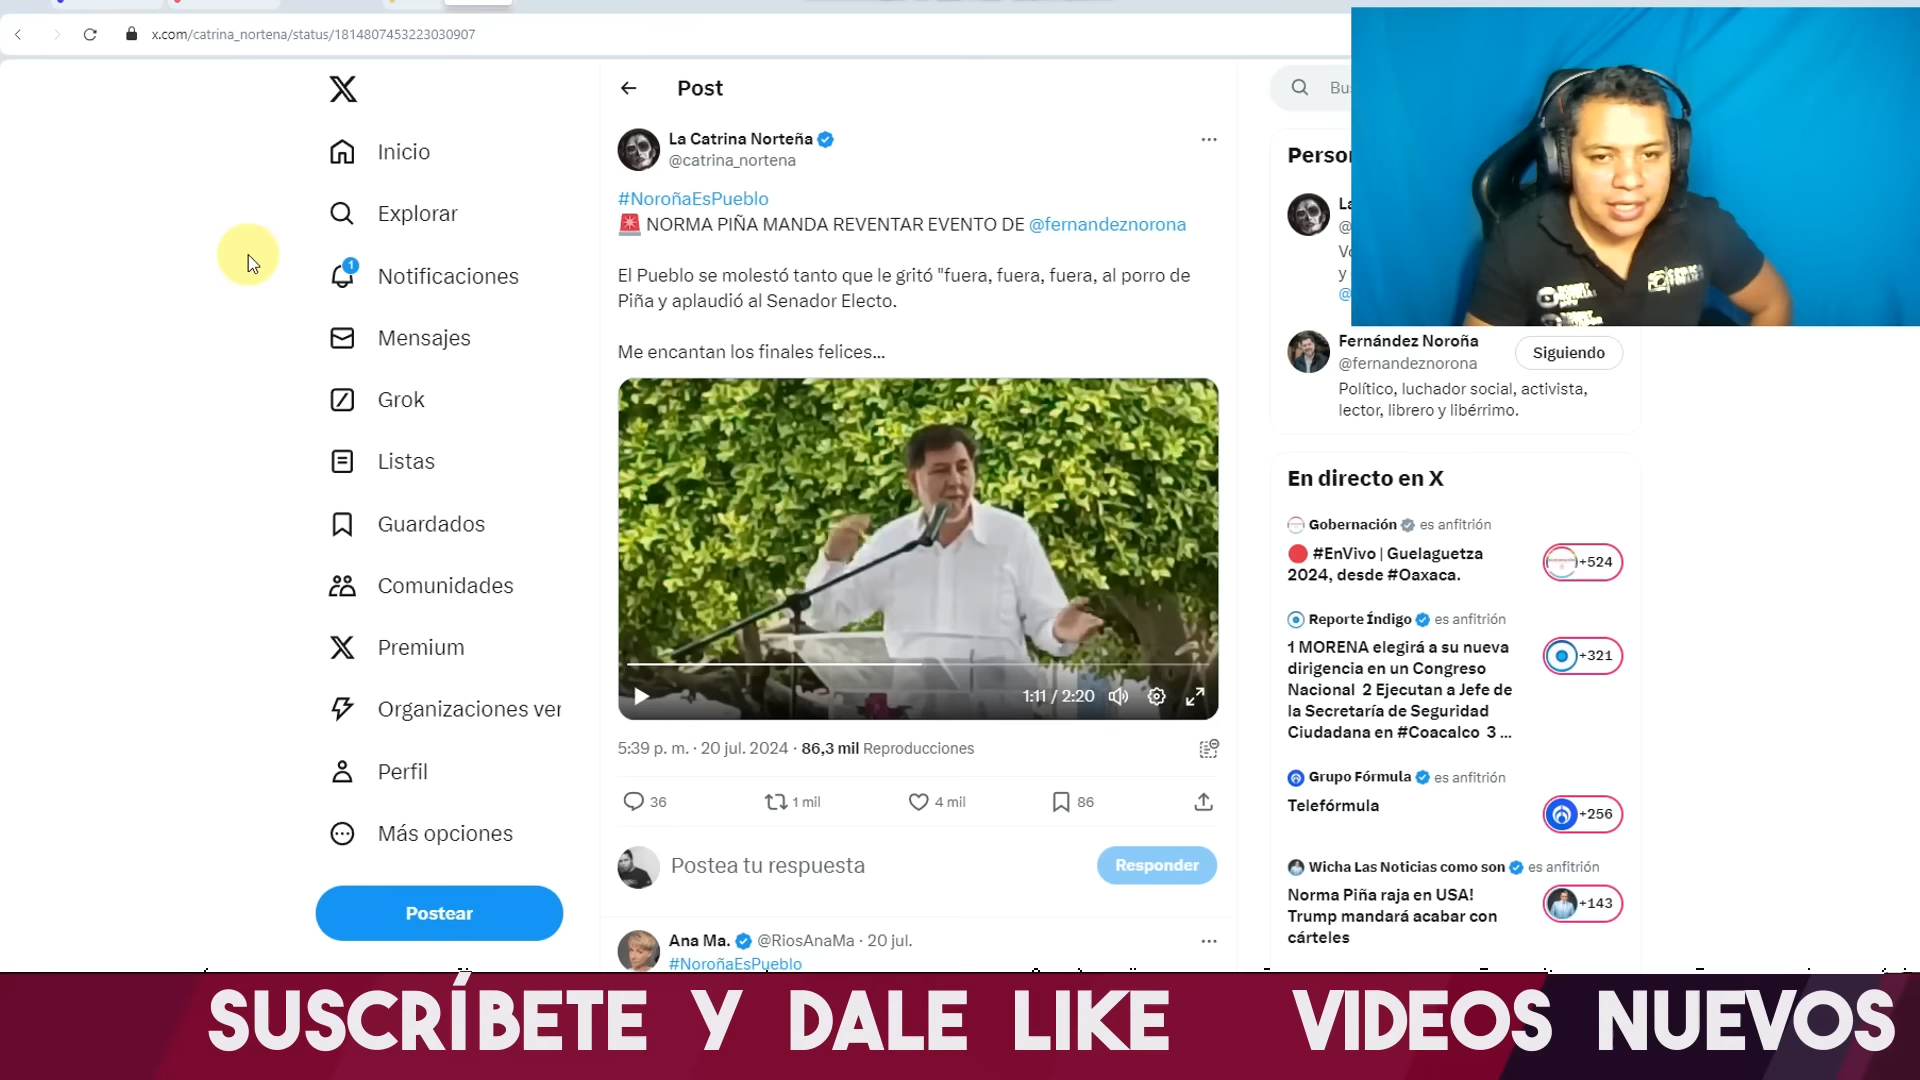 x.com/catrina_nortena/status/1814807453223030907
Inicio
Explorar
1
Notificaciones
Mensajes
Grok
Listas
Guardados
Comunidades
Premium
Organizaciones ver
Perfil
Más opciones
Postear
Post
La Catrina Norteña
@catrina_nortena
#NoroñaEsPueblo
NORMA PIÑA MANDA REVENTAR EVENTO DE @fernandeznorona
El Pueblo se molestó tanto que le gritó "fuera, fuera, fuera, al porro de
Piña y aplaudió al Senador Electo.
Me encantan los finales felices...
1:11 / 2:20
5:39 p. m. · 20 jul. 2024 · 86,3 mil Reproducciones
36
1 mil
4 mil
86
Postea tu respuesta
Responder
Ana Ma. @RiosAnaMa · 20 jul.
#NoroñaEsPueblo
Fernández Noroña
@fernandeznorona
Siguiendo
Político, luchador social, activista,
lector, librero y libérrimo.
En directo en X
Gobernación es anfitrión
#EnVivo | Guelaguetza
2024, desde #Oaxaca.
+524
Reporte Índigo es anfitrión
1 MORENA elegirá a su nueva
dirigencia en un Congreso
Nacional 2 Ejecutan a Jefe de
la Secretaría de Seguridad
Ciudadana en #Coacalco 3 ...
+321
Grupo Fórmula es anfitrión
Telefórmula
+256
Wicha Las Noticias como son es anfitrión
Norma Piña raja en USA!
Trump mandará acabar con
cárteles
+143
SUSCRÍBETE Y DALE LIKE VIDEOS NUEVOS